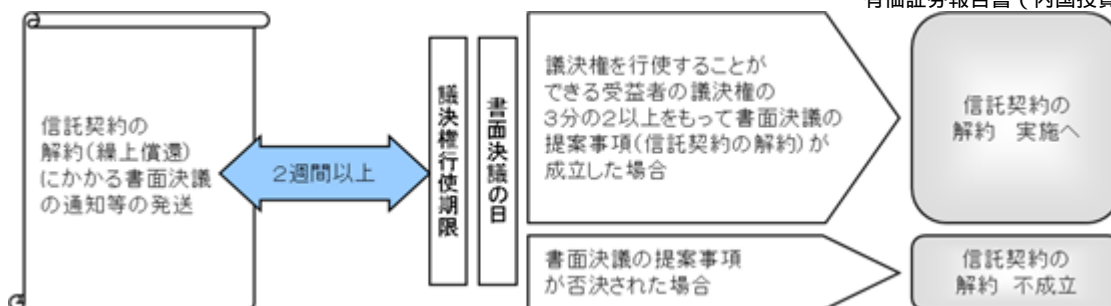 有価証券報告書（内国投資
信託契約の
解約（繰上償還）
にかかる書面決議
の通知等の発送
2週間以上
議決権行使期限
書面決議の日
議決権を行使することが
できる受益者の議決権の
3分の2以上をもって書面決議の
提案事項（信託契約の解約）が
成立した場合
信託契約の
解約 実施へ
書面決議の提案事項
が否決された場合
信託契約の
解約 不成立